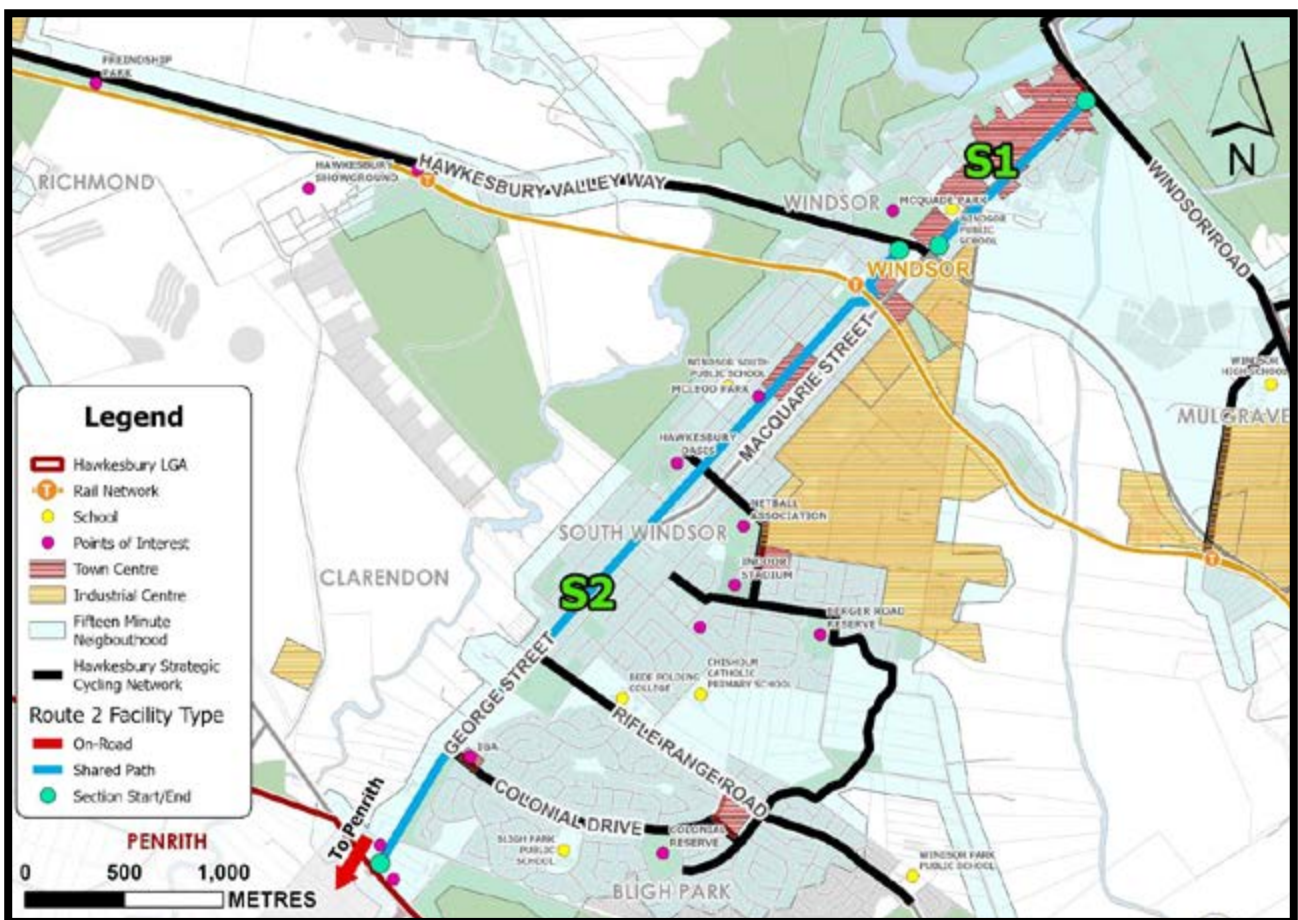 FREINDSHIP
PARK
HAWKESBURY
SHOWGROUND
HAWKESBURY VALLEY WAY
RICHMOND
S1
N
WINDSOR
MCQUADE PARK
WINDSOR
PUBLIC
SCHOOL
WINDSOR ROAD
WINDSOR
WINDSOR SOUTH
PUBLIC SCHOOL
MCLEOD PARK
MACQUARIE STREET
WINDSOR
HIGH SCHOOL
MULGRAVE
HAWKESBURY
OASIS
NETBALL
ASSOCIATION
SOUTH WINDSOR
INDOOR
STADIUM
CLARENDON
S2
BERGER ROAD
RESERVE
CHISHOLM
CATHOLIC
PRIMARY SCHOOL
BEDE POLDING
COLLEGE
GEORGE STREET
RIFLE RANGE ROAD
IGA
COLONIAL DRIVE
COLONIAL
RESERVE
BLIGH PARK
PUBLIC
SCHOOL
WINDSOR PARK
PUBLIC SCHOOL
BLIGH PARK
Legend
Hawkesbury LGA
T Rail Network
School
Points of Interest
Town Centre
Industrial Centre
Fifteen Minute
Neigbouthood
Hawkesbury Strategic
Cycling Network
Route 2 Facility Type
On-Road
Shared Path
Section Start/End
PENRITH
To Penrith
0 500 1,000
METRES